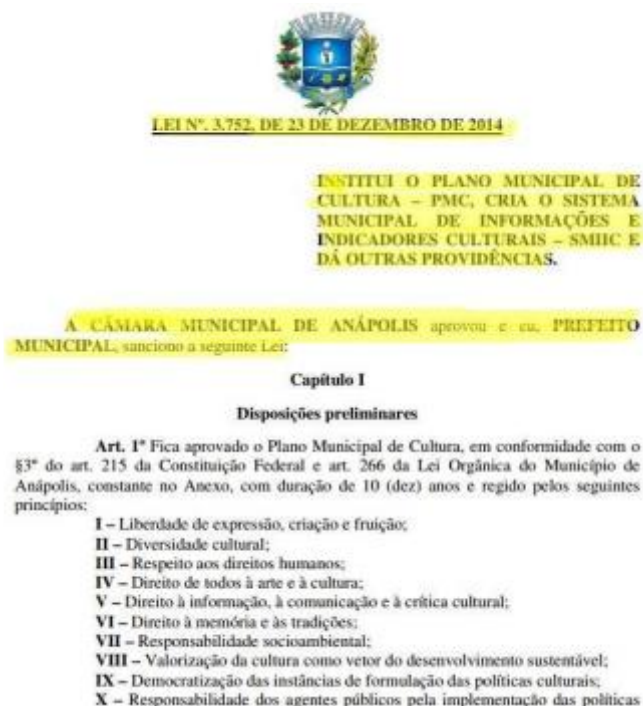 LEI Nº. 3.752, DE 23 DE DEZEMBRO DE 2014
INSTITUI O PLANO MUNICIPAL DE
CULTURA – PMC, CRIA O SISTEMA
MUNICIPAL DE INFORMAÇÕES E
INDICADORES CULTURAIS – SMIIC E
DÁ OUTRAS PROVIDÊNCIAS.
A CÂMARA MUNICIPAL DE ANÁPOLIS aprovou e eu, PREFEITO
MUNICIPAL, sanciono a seguinte Lei:
Capítulo I
Disposições preliminares
Art. 1º Fica aprovado o Plano Municipal de Cultura, em conformidade com o
§3º do art. 215 da Constituição Federal e art. 266 da Lei Orgânica do Município de
Anápolis, constante no Anexo, com duração de 10 (dez) anos e regido pelos seguintes
princípios:
I – Liberdade de expressão, criação e fruição;
II – Diversidade cultural;
III – Respeito aos direitos humanos;
IV – Direito de todos à arte e à cultura;
V – Direito à informação, à comunicação e à crítica cultural;
VI – Direito à memória e às tradições;
VII – Responsabilidade socioambiental;
VIII – Valorização da cultura como vetor do desenvolvimento sustentável;
IX – Democratização das instâncias de formulação das políticas culturais;
X – Responsabilidade dos agentes públicos pela implementação das políticas